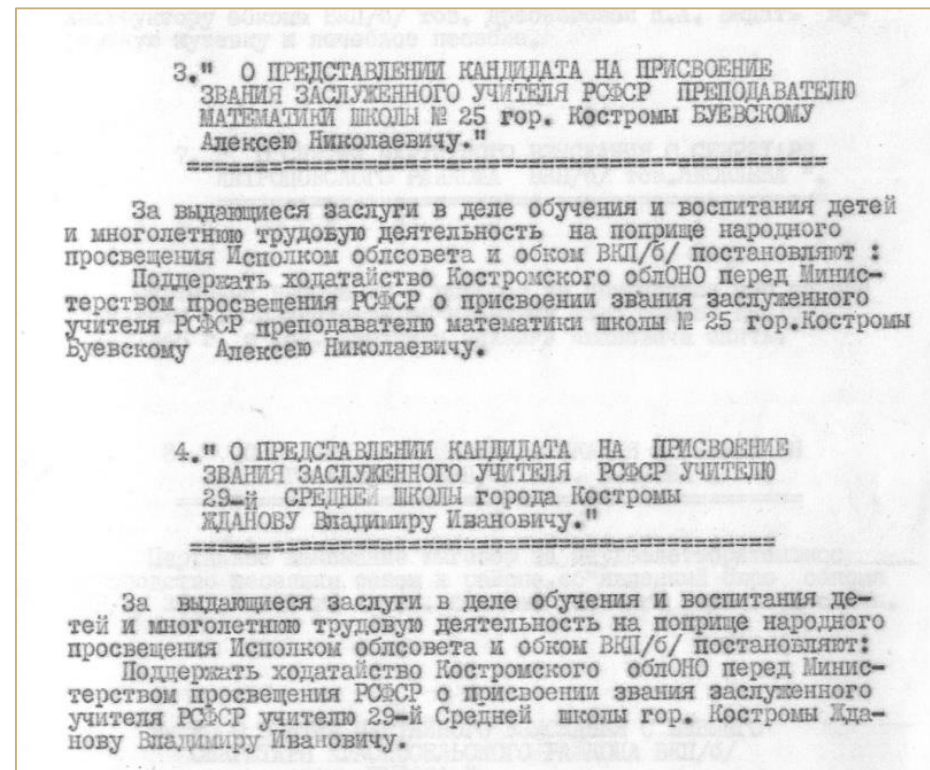 3." О ПРЕДСТАВЛЕНИИ КАНДИДАТА НА ПРИСВОЕНИЕ
ЗВАНИЯ ЗАСЛУЖЕННОГО УЧИТЕЛЯ РСФСР ПРЕПОДАВАТЕЛЮ
МАТЕМАТИКИ ШКОЛЫ № 25 гор. Костромы БУЕВСКОМУ
Алексею Николаевичу."
За выдающиеся заслуги в деле обучения и воспитания детей
и многолетнюю трудовую деятельность на поприще народного
просвещения Исполком облсовета и обком ВКП/б/ постановляют :
Поддержать ходатайство Костромского облОНО перед Минис-
терством просвещения РСФСР о присвоении звания заслуженного
учителя РСФСР преподавателю математики школы № 25 гор.Костромы
Буевскому Алексею Николаевичу.
4." О ПРЕДСТАВЛЕНИИ КАНДИДАТА НА ПРИСВОЕНИЕ
ЗВАНИЯ ЗАСЛУЖЕННОГО УЧИТЕЛЯ РСФСР УЧИТЕЛЮ
29-й СРЕДНЕЙ ШКОЛЫ города Костромы
ЖДАНОВУ Владимиру Ивановичу."
За выдающиеся заслуги в деле обучения и воспитания де-
тей и многолетнюю трудовую деятельность на поприще народного
просвещения Исполком облсовета и обком ВКП/б/ постановляют:
Поддержать ходатайство Костромского облОНО перед Минис-
терством просвещения РСФСР о присвоении звания заслуженного
учителя РСФСР учителю 29-й Средней школы гор. Костромы Жда-
нову Владимиру Ивановичу.